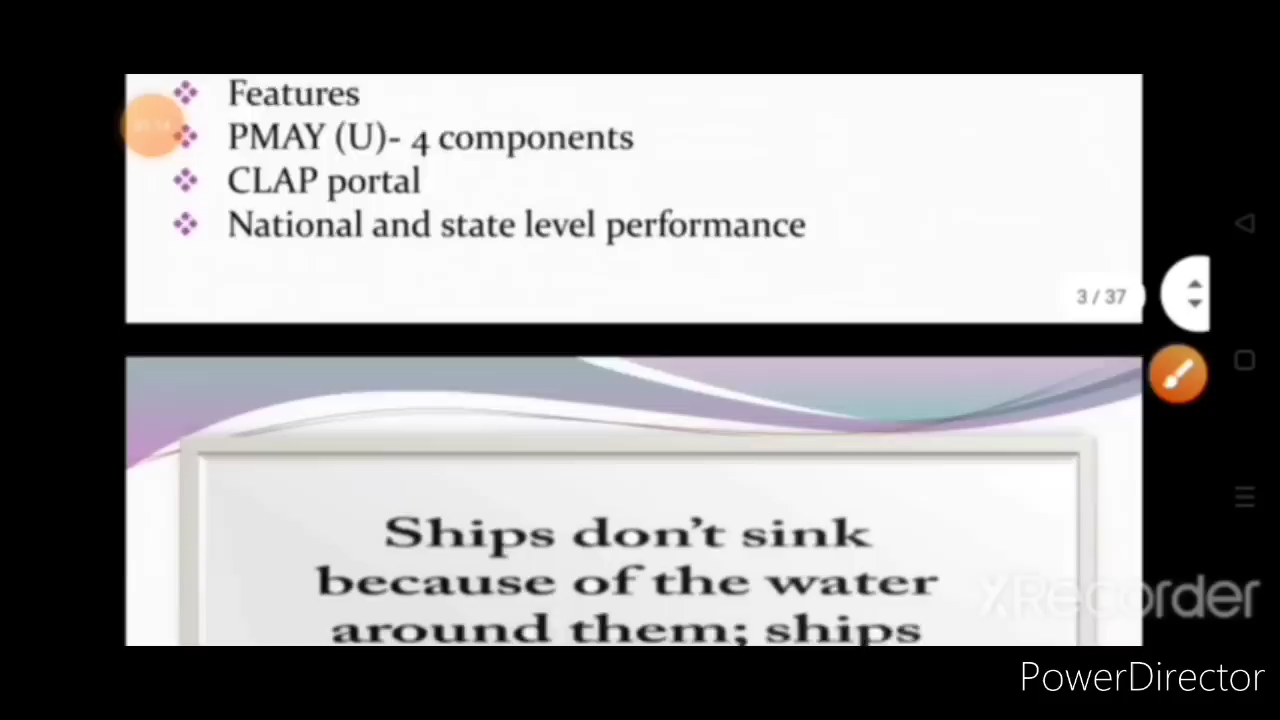 Features
PMAY (U)- 4 components
CLAP portal
National and state level performance
3 / 37
Ships don't sink
because of the water
around them; ships
XRecorder
PowerDirector